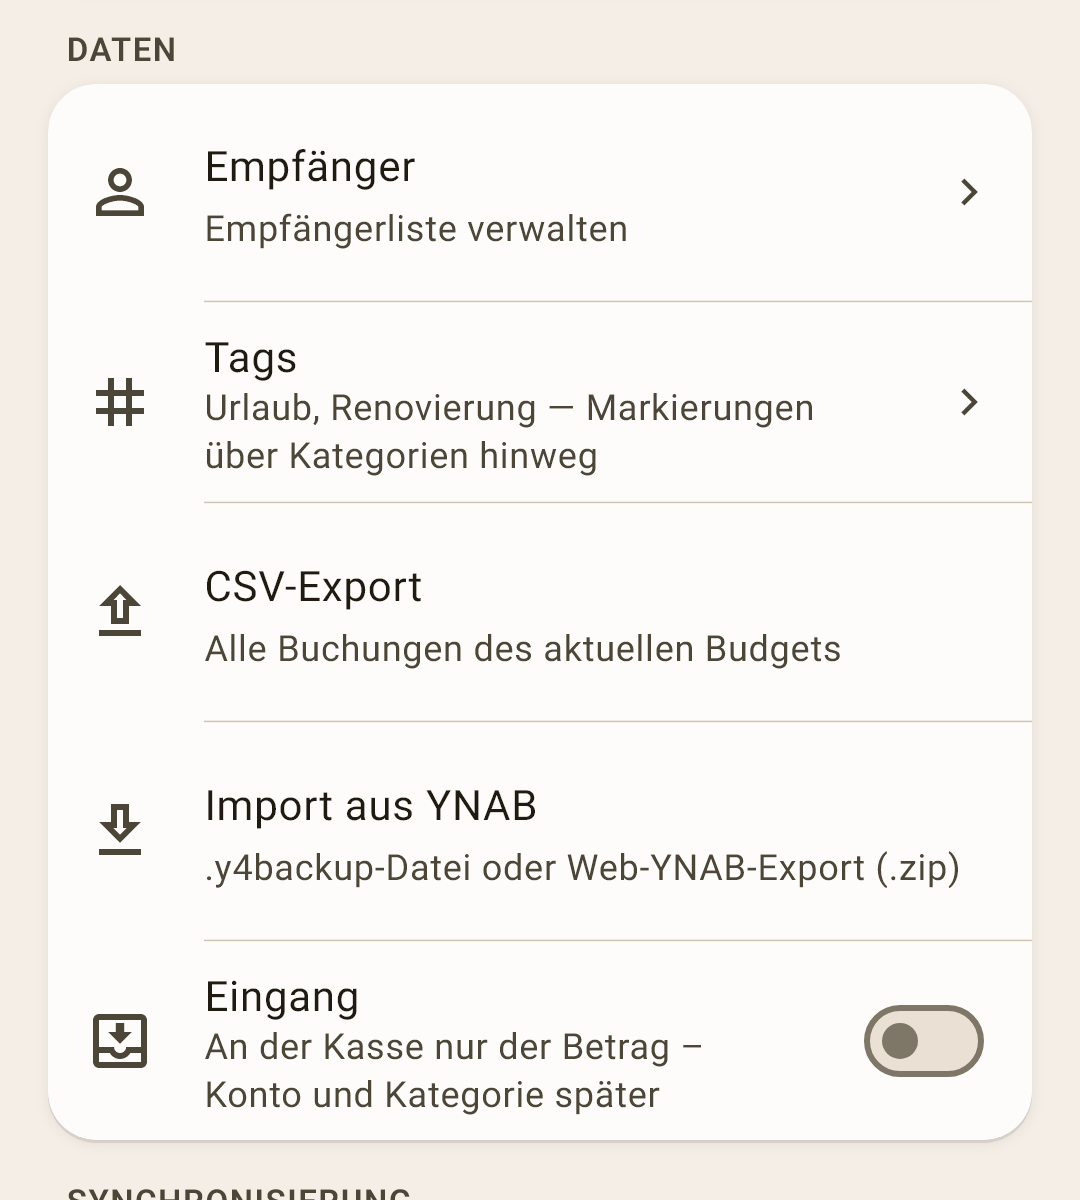 DATEN
Empfänger
Empfängerliste verwalten
Tags
Urlaub, Renovierung — Markierungen
über Kategorien hinweg
CSV-Export
Alle Buchungen des aktuellen Budgets
Import aus YNAB
.y4backup-Datei oder Web-YNAB-Export (.zip)
Eingang
An der Kasse nur der Betrag –
Konto und Kategorie später
SYNCHRONISIERUNG